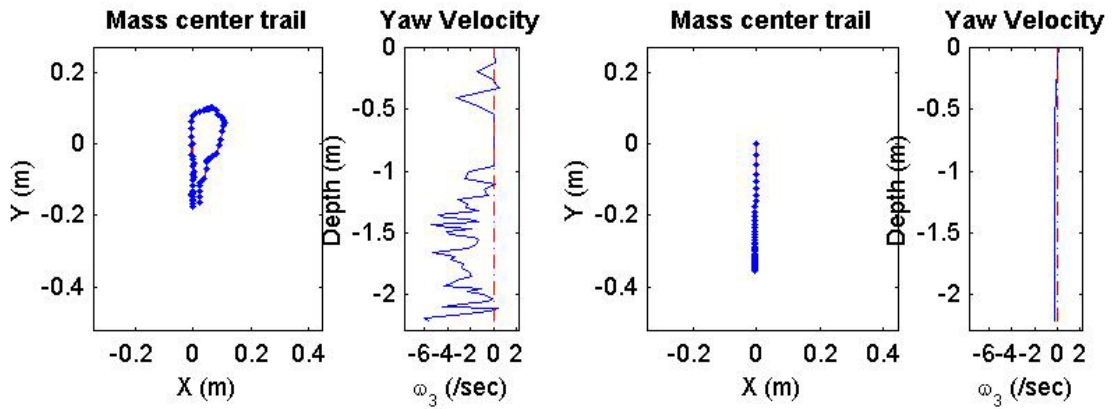 Mass center trail
Yaw Velocity
Mass center trail
Yaw Velocity
0.2
0
-0.2
-0.4
Y (m)
-0.2 0 0.2 0.4
X (m)
0
-0.5
-1
-1.5
-2
Depth (m)
-6-4-2 0 2
ω_3 (/sec)
0.2
0
-0.2
-0.4
Y (m)
-0.2 0 0.2 0.4
X (m)
0
-0.5
-1
-1.5
-2
Depth (m)
-6-4-2 0 2
ω_3 (/sec)